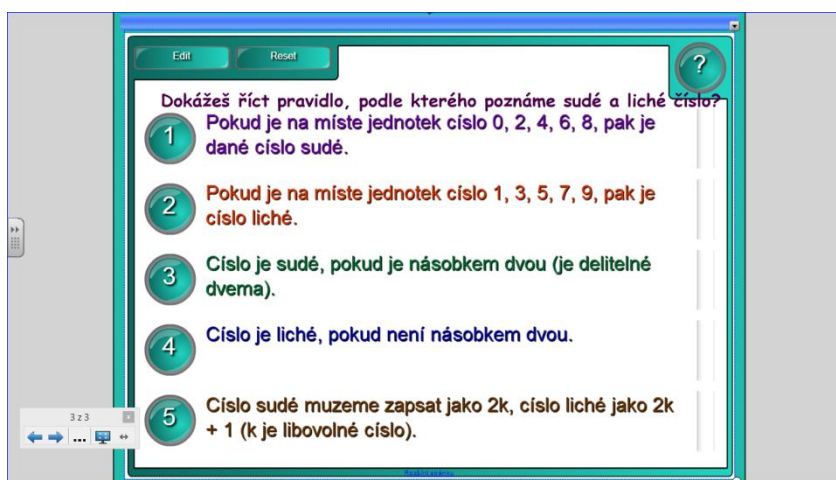 Edit
Reset
?
Dokážeš říct pravidlo, podle kterého poznáme sudé a liché číslo?
1
Pokud je na míste jednotek císlo 0, 2, 4, 6, 8, pak je
dané císlo sudé.
2
Pokud je na míste jednotek císlo 1, 3, 5, 7, 9, pak je
císlo liché.
3
Císlo je sudé, pokud je násobkem dvou (je delitelné
dvema).
4
Císlo je liché, pokud není násobkem dvou.
5
Císlo sudé muzeme zapsat jako 2k, císlo liché jako 2k
+ 1 (k je libovolné císlo).
3 z 3